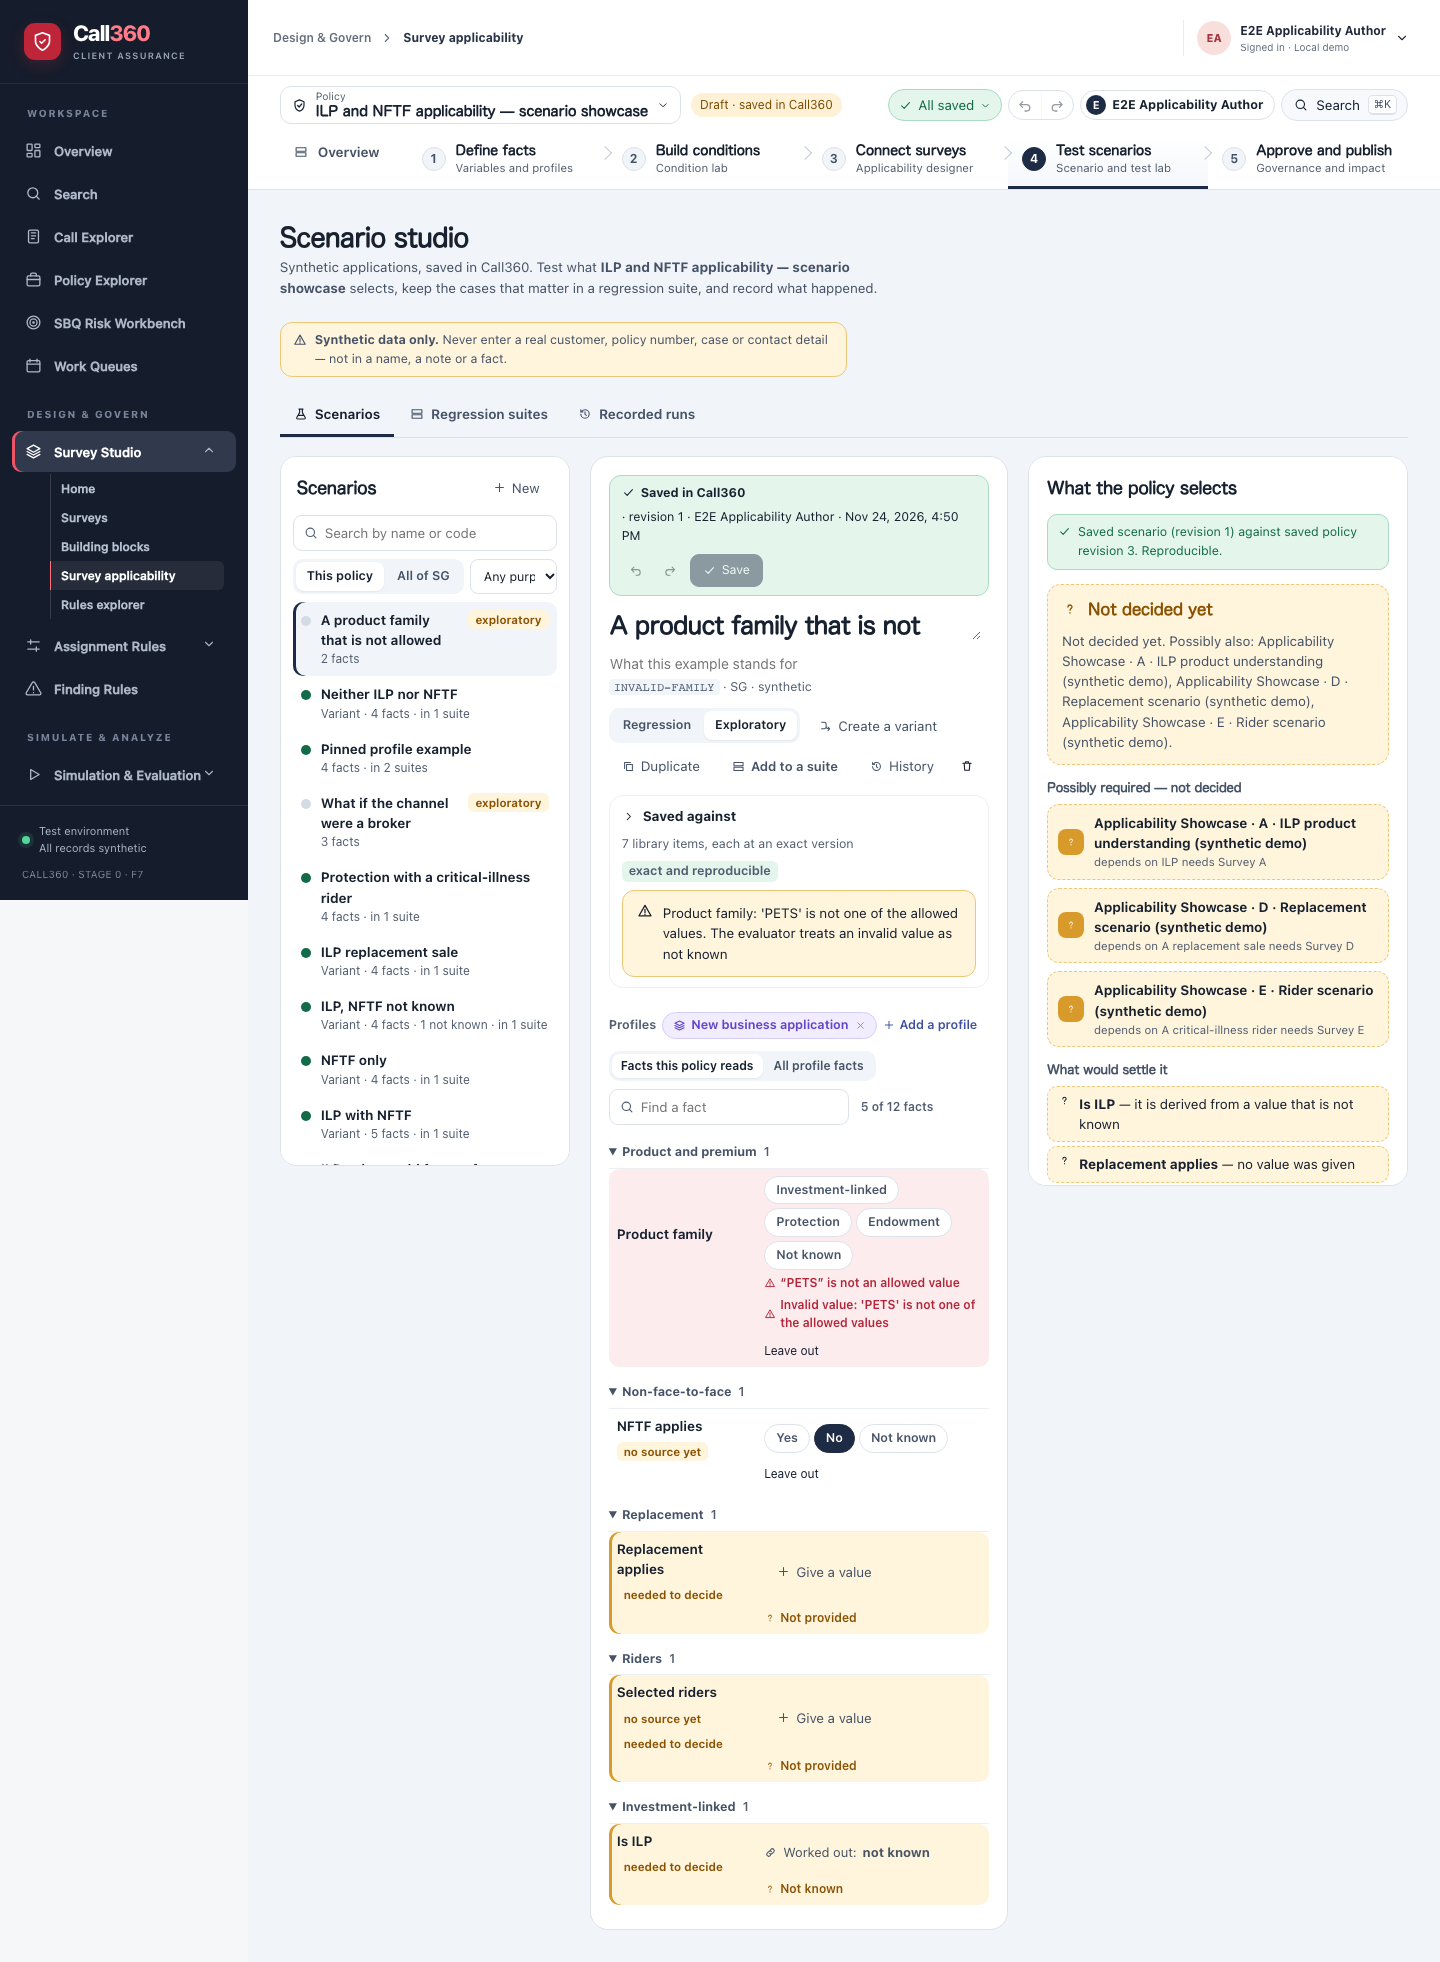 Call360
CLIENT ASSURANCE
WORKSPACE
Overview
Search
Call Explorer
Policy Explorer
SBQ Risk Workbench
Work Queues
DESIGN & GOVERN
Survey Studio
Home
Surveys
Building blocks
Survey applicability
Rules explorer
Assignment Rules
Finding Rules
SIMULATE & ANALYZE
Simulation & Evaluation
Test environment
All records synthetic
CALL360 · STAGE 0 · F7
Design & Govern
Survey applicability
EA
E2E Applicability Author
Signed in · Local demo
Policy
ILP and NFTF applicability — scenario showcase
Draft · saved in Call360
All saved
E E2E Applicability Author
Search ⌘K
Overview
1 Define facts
Variables and profiles
2 Build conditions
Condition lab
3 Connect surveys
Applicability designer
4 Test scenarios
Scenario and test lab
5 Approve and publish
Governance and impact
Scenario studio
Synthetic applications, saved in Call360. Test what ILP and NFTF applicability — scenario
showcase selects, keep the cases that matter in a regression suite, and record what happened.
Synthetic data only. Never enter a real customer, policy number, case or contact detail
— not in a name, a note or a fact.
Scenarios
Regression suites
Recorded runs
Scenarios
New
Search by name or code
This policy
All of SG
Any purp
A product family
that is not allowed
exploratory
2 facts
Neither ILP nor NFTF
Variant · 4 facts · in 1 suite
Pinned profile example
4 facts · in 2 suites
What if the channel
were a broker
exploratory
3 facts
Protection with a critical-illness
rider
4 facts · in 1 suite
ILP replacement sale
Variant · 4 facts · in 1 suite
ILP, NFTF not known
Variant · 4 facts · 1 not known · in 1 suite
NFTF only
Variant · 4 facts · in 1 suite
ILP with NFTF
Variant · 5 facts · in 1 suite
Saved in Call360
· revision 1 · E2E Applicability Author · Nov 24, 2026, 4:50
PM
Save
A product family that is not
What this example stands for
INVALID-FAMILY · SG · synthetic
Regression
Exploratory
Create a variant
Duplicate
Add to a suite
History
Saved against
7 library items, each at an exact version
exact and reproducible
Product family: 'PETS' is not one of the allowed
values. The evaluator treats an invalid value as
not known
Profiles
New business application
Add a profile
Facts this policy reads
All profile facts
Find a fact
5 of 12 facts
Product and premium 1
Product family
Investment-linked
Protection
Endowment
Not known
“PETS” is not an allowed value
Invalid value: 'PETS' is not one of
the allowed values
Leave out
Non-face-to-face 1
NFTF applies
no source yet
Yes
No
Not known
Leave out
Replacement 1
Replacement
applies
needed to decide
Give a value
? Not provided
Riders 1
Selected riders
no source yet
needed to decide
Give a value
? Not provided
Investment-linked 1
Is ILP
needed to decide
Worked out: not known
? Not known
What the policy selects
Saved scenario (revision 1) against saved policy
revision 3. Reproducible.
? Not decided yet
Not decided yet. Possibly also: Applicability
Showcase · A · ILP product understanding
(synthetic demo), Applicability Showcase · D ·
Replacement scenario (synthetic demo),
Applicability Showcase · E · Rider scenario
(synthetic demo).
Possibly required — not decided
? Applicability Showcase · A · ILP product
understanding (synthetic demo)
depends on ILP needs Survey A
? Applicability Showcase · D · Replacement
scenario (synthetic demo)
depends on A replacement sale needs Survey D
? Applicability Showcase · E · Rider scenario
(synthetic demo)
depends on A critical-illness rider needs Survey E
What would settle it
? Is ILP — it is derived from a value that is not
known
? Replacement applies — no value was given